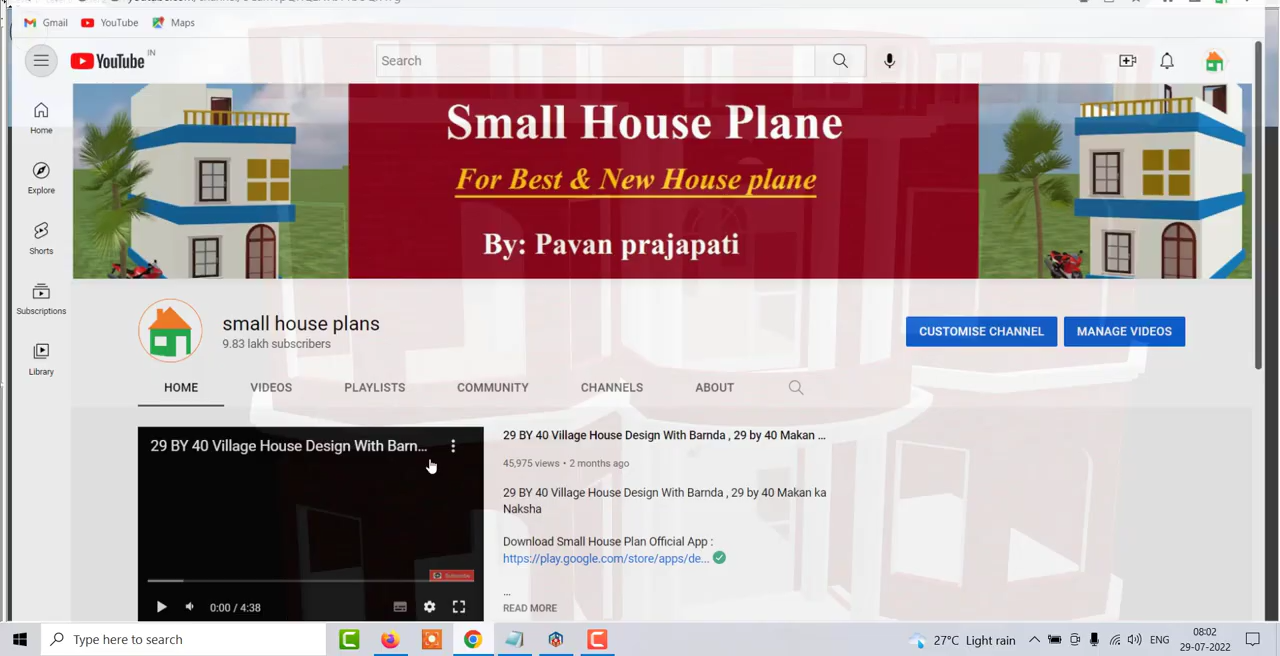 Gmail YouTube Maps
YouTube IN
Search
Small House Plane
For Best & New House plane
By: Pavan prajapati
Home
Explore
Shorts
Subscriptions
Library
small house plans
9.83 lakh subscribers
CUSTOMISE CHANNEL MANAGE VIDEOS
HOME VIDEOS PLAYLISTS COMMUNITY CHANNELS ABOUT
29 BY 40 Village House Design With Barn...
Subscribe
0:00 / 4:38
29 BY 40 Village House Design With Barnda , 29 by 40 Makan ...
45,975 views • 2 months ago
29 BY 40 Village House Design With Barnda , 29 by 40 Makan ka
Naksha
Download Small House Plan Official App :
https://play.google.com/store/apps/de...
...
READ MORE
Type here to search
27°C Light rain
ENG
08:02
29-07-2022